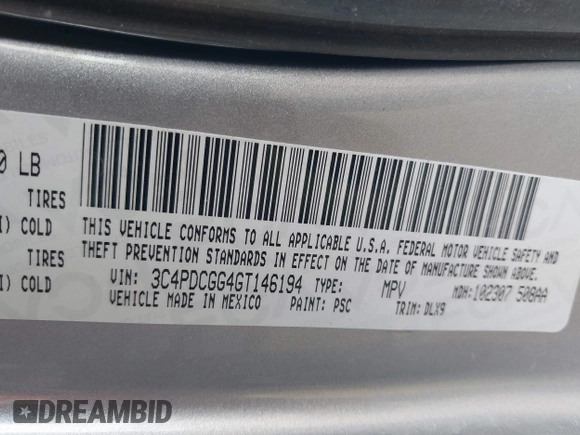 0 LB
TIRES
I) COLD
TIRES
I) COLD
THIS VEHICLE CONFORMS TO ALL APPLICABLE U.S.A. FEDERAL MOTOR VEHICLE SAFETY AND
THEFT PREVENTION STANDARDS IN EFFECT ON THE DATE OF MANUFACTURE SHOWN ABOVE.
VIN: 3C4PDCGG4GT146194 TYPE: MPV MDH:102307 508AA
VEHICLE MADE IN MEXICO PAINT: PSC TRIM: DLX9
DREAMBID